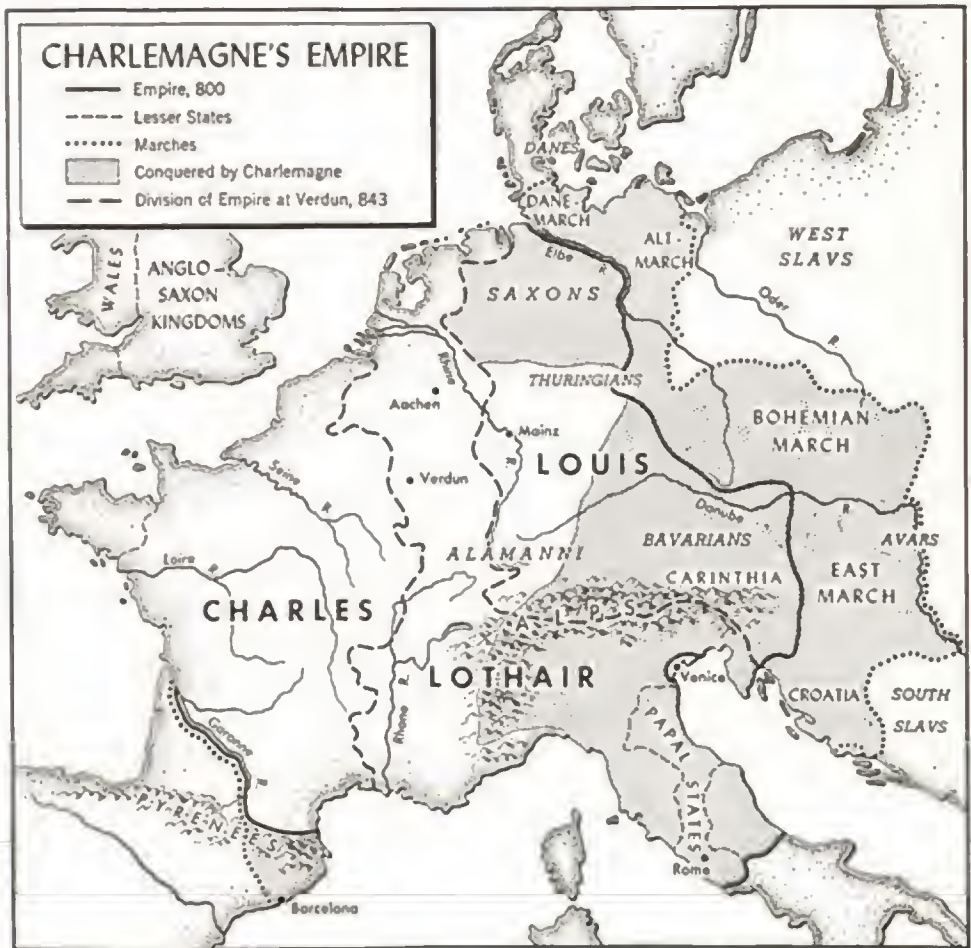 CHARLEMAGNE'S EMPIRE
Empire, 800
Lesser States
Marches
Conquered by Charlemagne
Division of Empire at Verdun, 843
DANES
DANE-
MARCH
WALES
ANGLO-
SAXON
KINGDOMS
Elbe R.
ALT-
MARCH
WEST
SLAVS
SAXONS
Oder R.
Rhine R.
THURINGIANS
Aachen
Mainz
BOHEMIAN
MARCH
LOUIS
Seine R.
Verdun
Danube R.
ALAMANNI
BAVARIANS
AVARS
Loire R.
CARINTHIA
EAST
MARCH
CHARLES
ALPS
LOTHAIR
Venice
CROATIA
SOUTH
SLAVS
Rhone R.
Garonne R.
PAPAL
STATES
PYRENEES
Rome
Barcelona